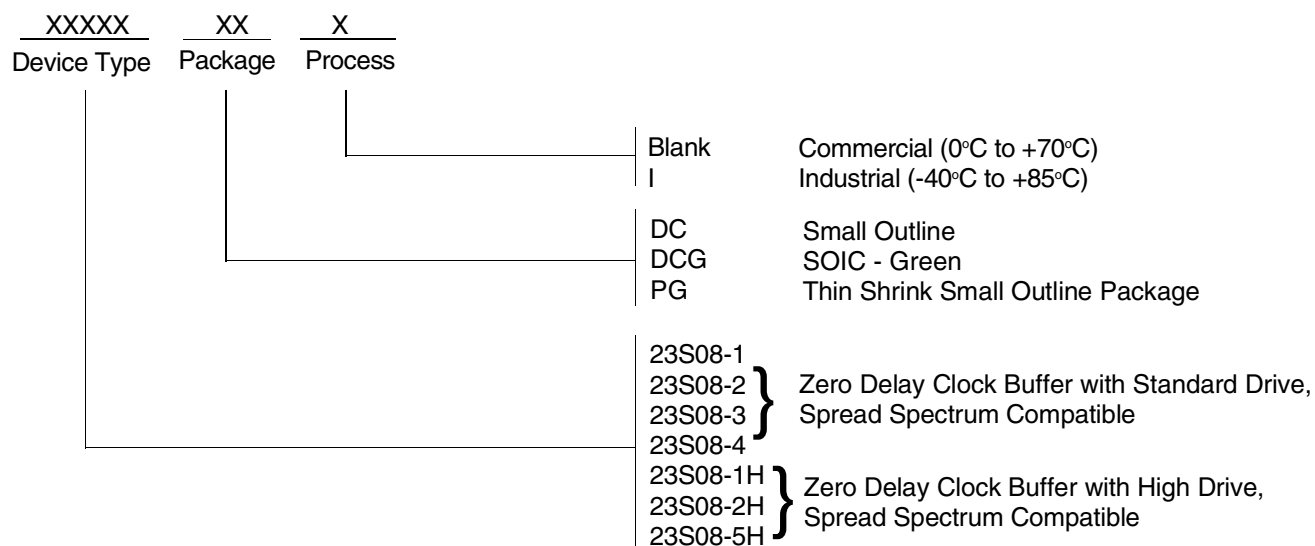 XXXXX XX X
Device Type Package Process
Blank Commercial (0°C to +70°C)
I Industrial (-40°C to +85°C)
DC Small Outline
DCG SOIC - Green
PG Thin Shrink Small Outline Package
23S08-1
23S08-2
23S08-3
23S08-4
Zero Delay Clock Buffer with Standard Drive,
Spread Spectrum Compatible
23S08-1H
23S08-2H
23S08-5H
Zero Delay Clock Buffer with High Drive,
Spread Spectrum Compatible